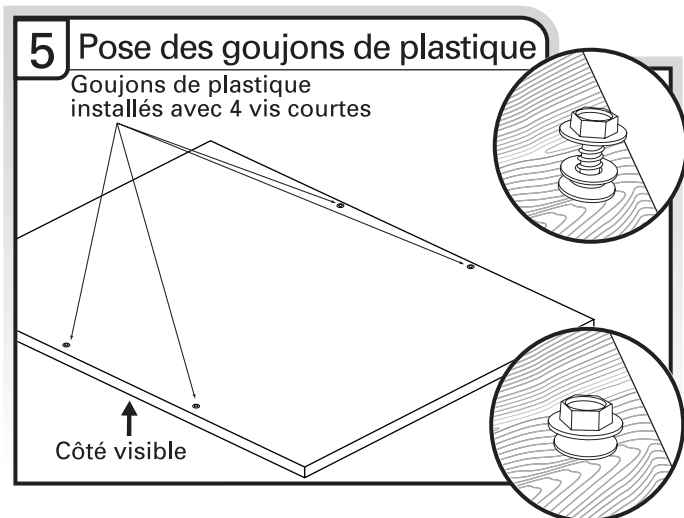 5 Pose des goujons de plastique
Goujons de plastique
installés avec 4 vis courtes
Côté visible